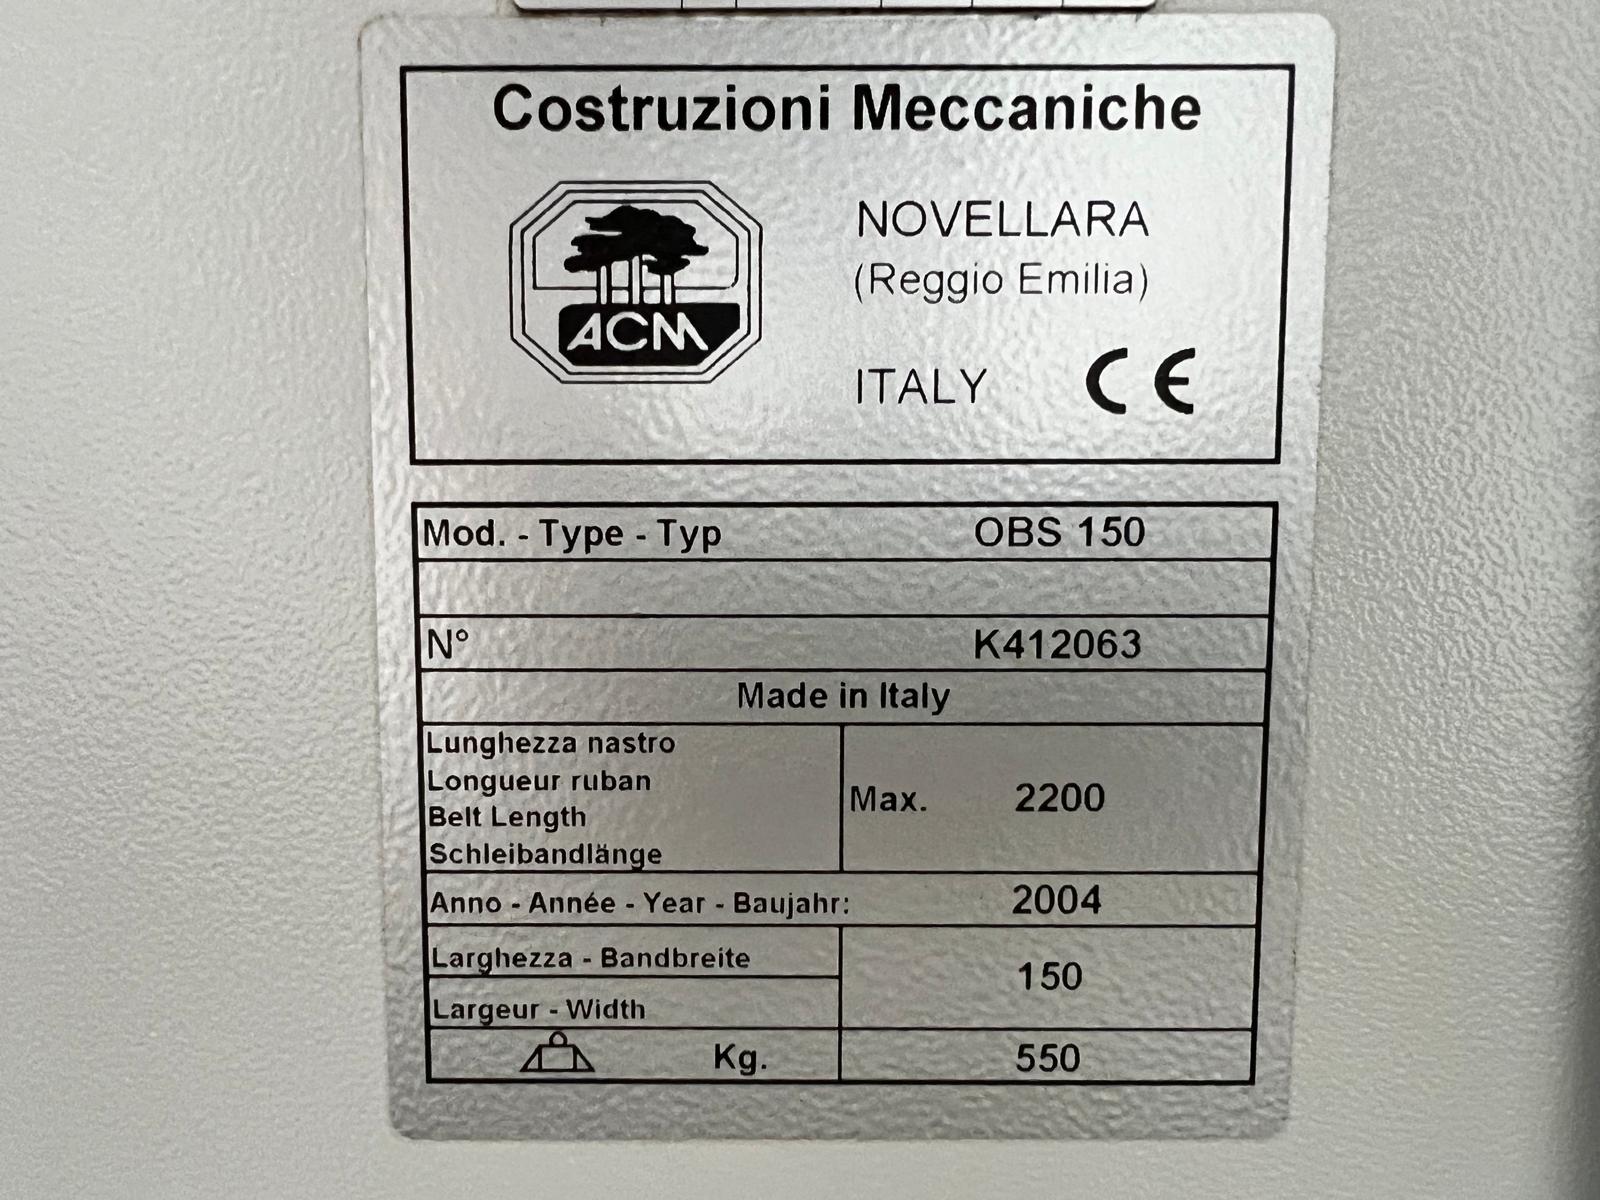 Costruzioni Meccaniche
ACM
NOVELLARA
(Reggio Emilia)
ITALY CE
Mod. - Type - Typ OBS 150
N° K412063
Made in Italy
Lunghezza nastro
Longueur ruban
Belt Length
Schleibandlänge
Max. 2200
Anno - Année - Year - Baujahr: 2004
Larghezza - Bandbreite
Largeur - Width
150
Kg. 550